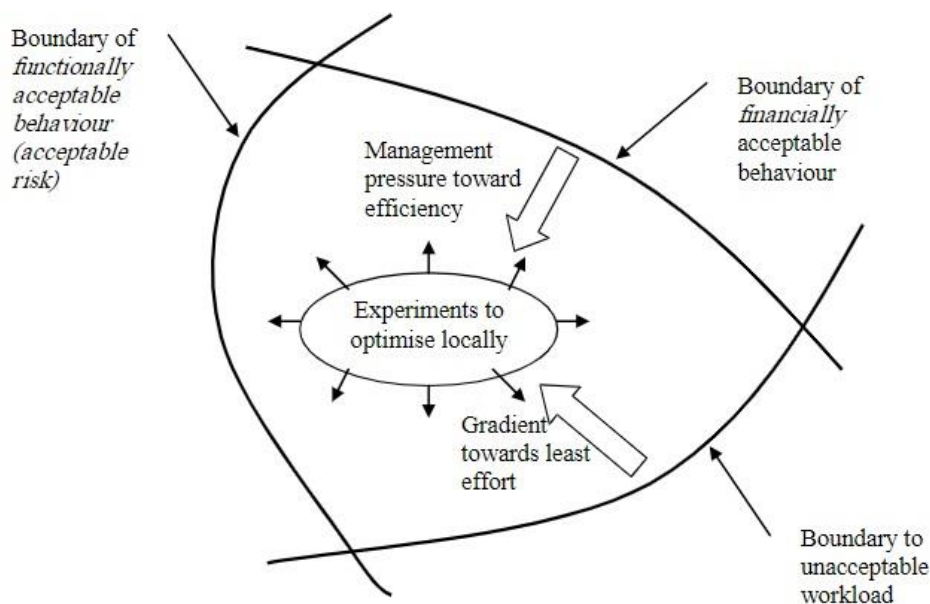 Boundary of
functionally
acceptable
behaviour
(acceptable
risk)
Boundary of
financially
acceptable
behaviour
Management
pressure toward
efficiency
Experiments to
optimise locally
Gradient
towards least
effort
Boundary to
unacceptable
workload